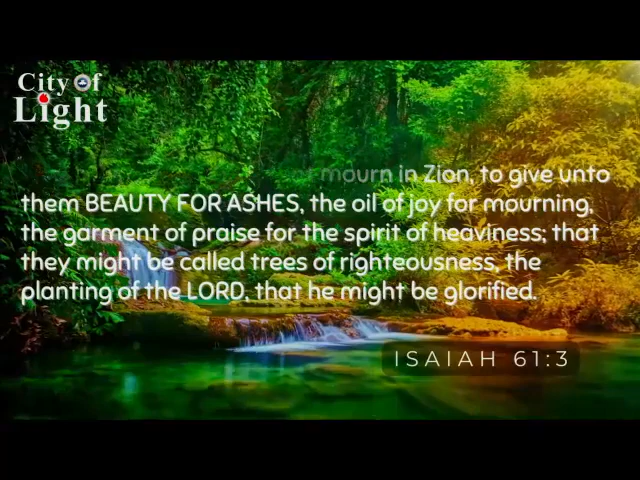 City of
Light
mourn in Zion, to give unto
them BEAUTY FOR ASHES, the oil of joy for mourning,
the garment of praise for the spirit of heaviness; that
they might be called trees of righteousness, the
planting of the LORD, that he might be glorified.
ISAIAH 61:3